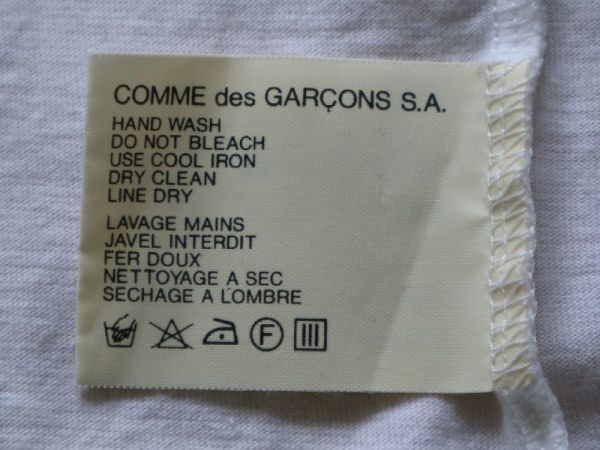 COMME des GARÇONS S.A.
HAND WASH
DO NOT BLEACH
USE COOL IRON
DRY CLEAN
LINE DRY
LAVAGE MAINS
JAVEL INTERDIT
FER DOUX
NETTOYAGE A SEC
SECHAGE A L'OMBRE
F